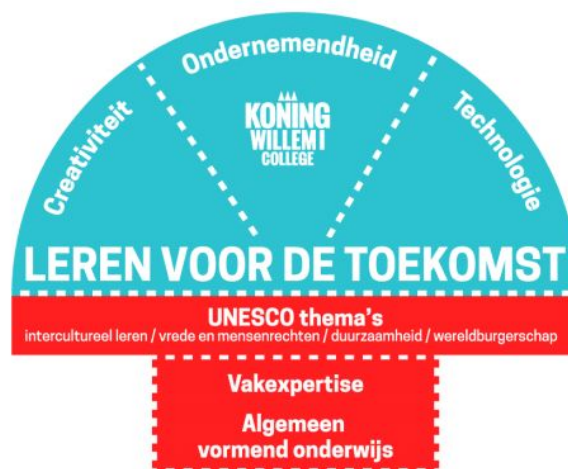 Creativiteit
Ondernemendheid
Technologie
KONING
WILLEM I
COLLEGE
LEREN VOOR DE TOEKOMST
UNESCO thema's
intercultureel leren / vrede en mensenrechten / duurzaamheid / wereldburgerschap
Vakexpertise
Algemeen
vormend onderwijs